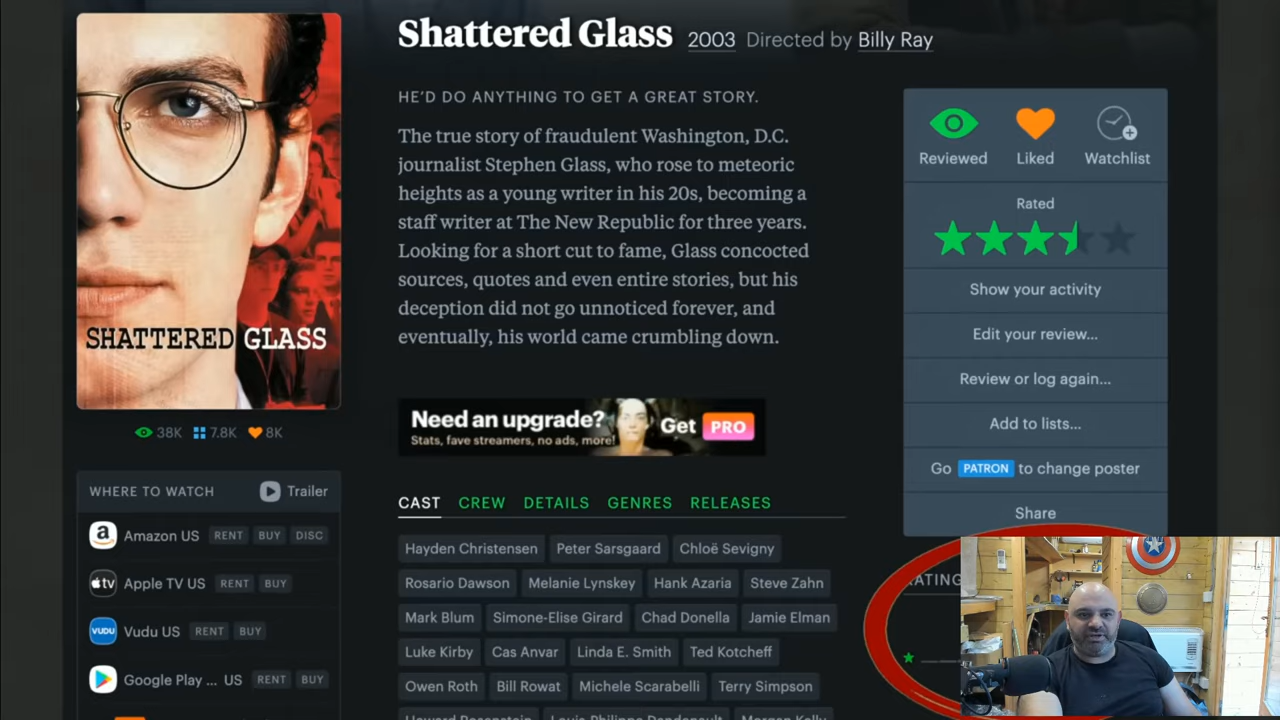 Shattered Glass 2003 Directed by Billy Ray
HE'D DO ANYTHING TO GET A GREAT STORY.
The true story of fraudulent Washington, D.C.
journalist Stephen Glass, who rose to meteoric
heights as a young writer in his 20s, becoming a
staff writer at The New Republic for three years.
Looking for a short cut to fame, Glass concocted
sources, quotes and even entire stories, but his
deception did not go unnoticed forever, and
eventually, his world came crumbling down.
SHATTERED GLASS
38K 7.8K 8K
WHERE TO WATCH Trailer
Amazon US RENT BUY DISC
Apple TV US RENT BUY
VUDU Vudu US RENT BUY
Google Play ... US RENT BUY
Need an upgrade? Get PRO
Stats, fave streamers, no ads, more!
CAST CREW DETAILS GENRES RELEASES
Hayden Christensen Peter Sarsgaard Chloë Sevigny
Rosario Dawson Melanie Lynskey Hank Azaria Steve Zahn
Mark Blum Simone-Elise Girard Chad Donella Jamie Elman
Luke Kirby Cas Anvar Linda E. Smith Ted Kotcheff
Owen Roth Bill Rowat Michele Scarabelli Terry Simpson
Howard Rosenstein Louis-Philippe Dandenault Morgan Kelly
Reviewed Liked Watchlist
Rated
Show your activity
Edit your review...
Review or log again...
Add to lists...
Go PATRON to change poster
Share
RATING